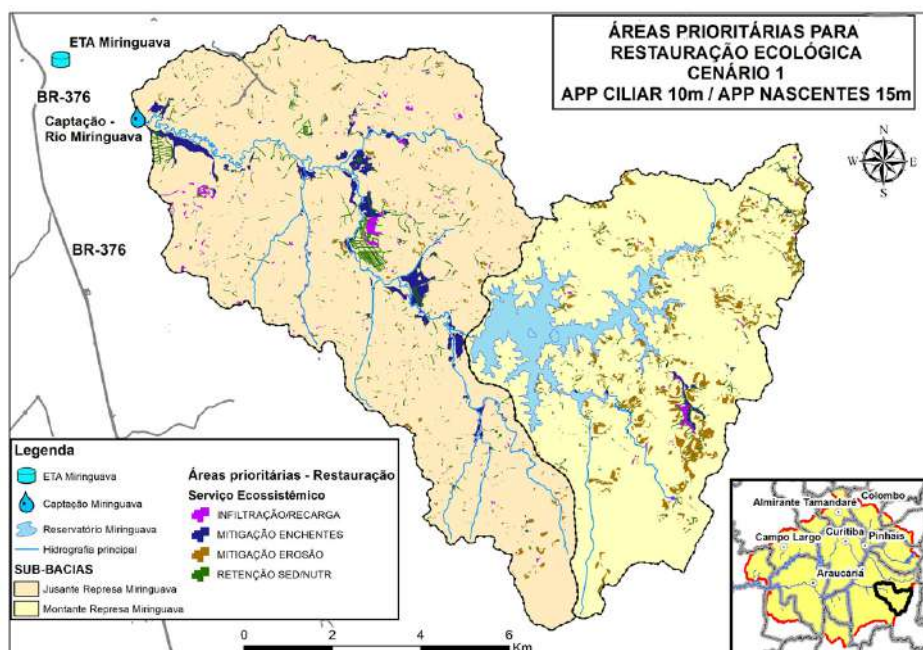 ÁREAS PRIORITÁRIAS PARA
RESTAURAÇÃO ECOLÓGICA
CENÁRIO 1
APP CILIAR 10m / APP NASCENTES 15m
ETA Miringuava
BR-376
Captação -
Rio Miringuava
BR-376
N
W
E
S
Legenda
ETA Miringuava
Captação Miringuava
Reservatório Miringuava
Hidrografia principal
SUB-BACIAS
Jusante Represa Miringuava
Montante Represa Miringuava
Áreas prioritárias - Restauração
Serviço Ecossistêmico
INFILTRAÇÃO/RECARGA
MITIGAÇÃO ENCHENTES
MITIGAÇÃO EROSÃO
RETENÇÃO SED/NUTR
0 2 4 6
Km
Almirante Tamandaré
Colombo
Campo Largo
Curitiba
Pinhais
Araucária